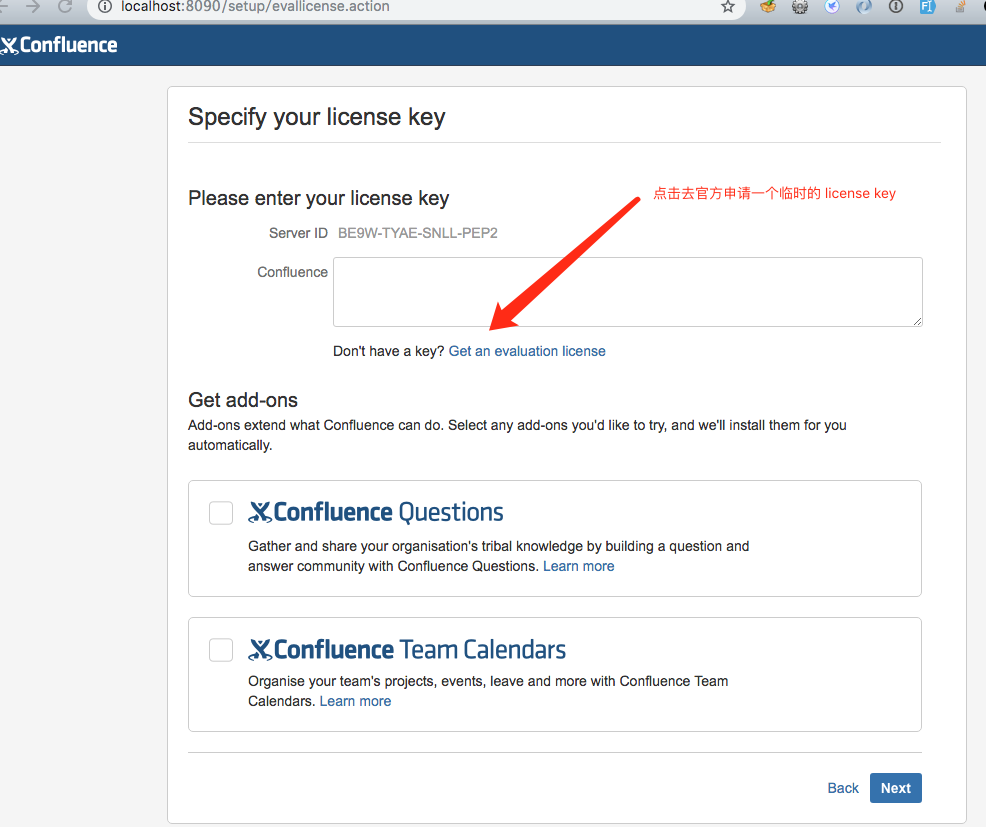 localhost:8090/setup/evallicense.action
Confluence
Specify your license key
Please enter your license key
点击去官方申请一个临时的 license key
Server ID BE9W-TYAE-SNLL-PEP2
Confluence
Don't have a key? Get an evaluation license
Get add-ons
Add-ons extend what Confluence can do. Select any add-ons you'd like to try, and we'll install them for you
automatically.
Confluence Questions
Gather and share your organisation's tribal knowledge by building a question and
answer community with Confluence Questions. Learn more
Confluence Team Calendars
Organise your team's projects, events, leave and more with Confluence Team
Calendars. Learn more
Back Next